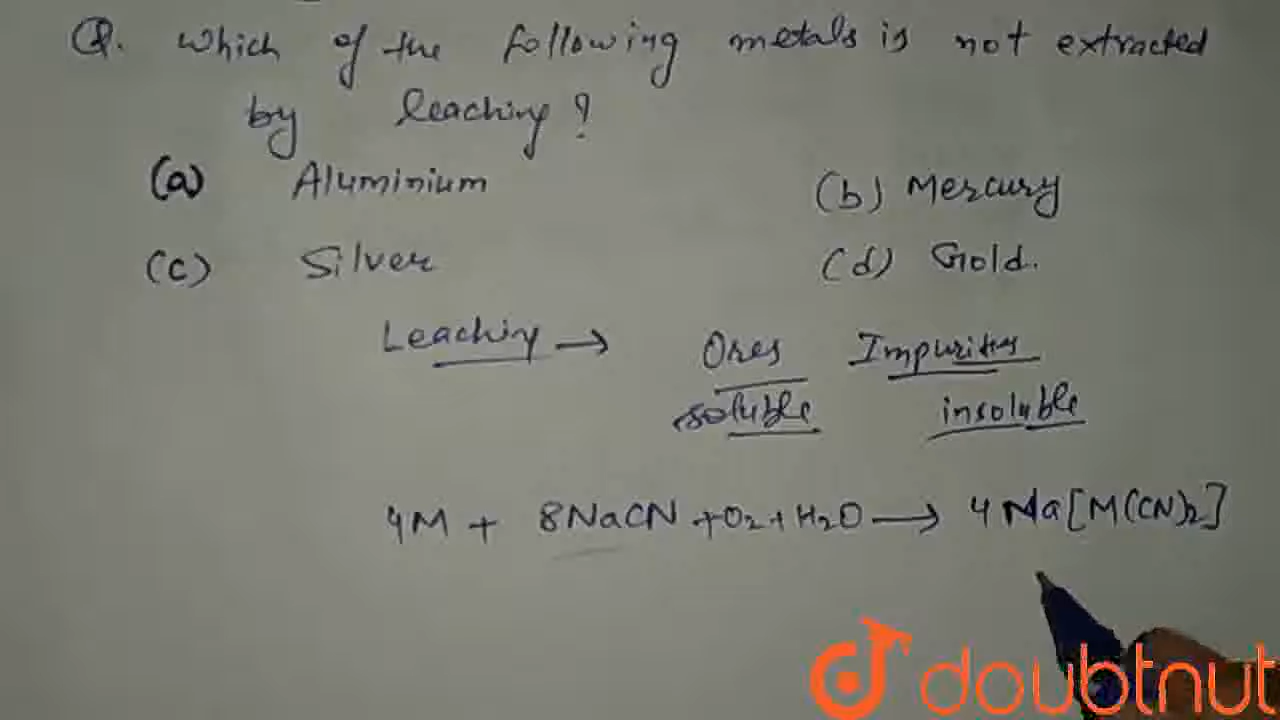 Q. Which of the following metals is not extracted
by leaching?
(a) Aluminium (b) Mercury
(c) Silver (d) Gold.
Leaching → Ores Impurities
soluble insoluble
4M + 8NaCN + O2 + H2O → 4Na[M(CN)2]
doubtnut